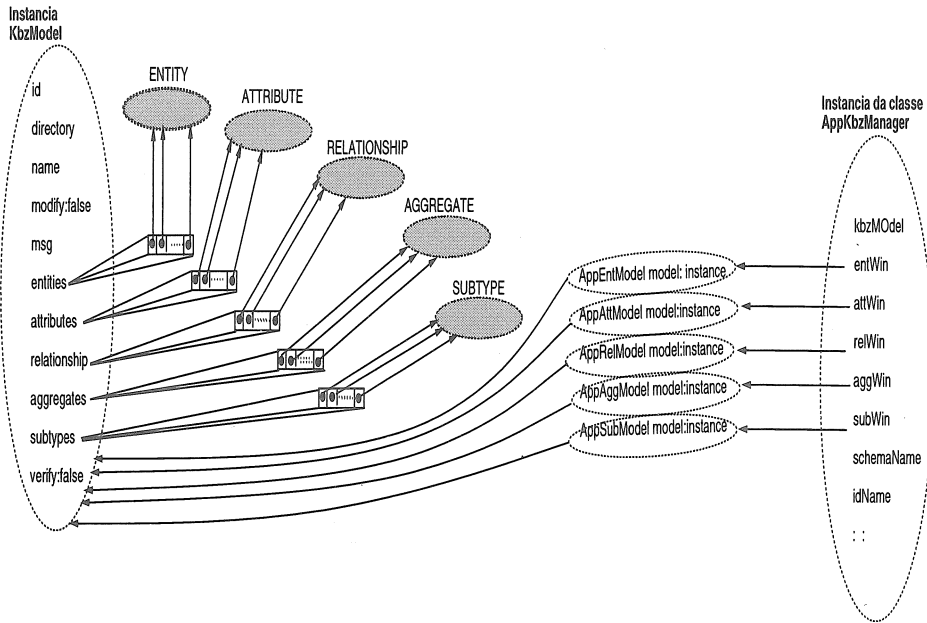 Instancia
KbzModel
id
directory
name
modify:false
msg
entities
attributes
relationship
aggregates
subtypes
verify:false
ENTITY
ATTRIBUTE
RELATIONSHIP
AGGREGATE
SUBTYPE
AppEntModel model: instance
AppAttModel model:instance
AppRelModel model:instance
AppAggModel model:instance
AppSubModel model:instance
Instancia da classe
AppKbzManager
kbzMOdel
entWin
attWin
relWin
aggWin
subWin
schemaName
idName
: :